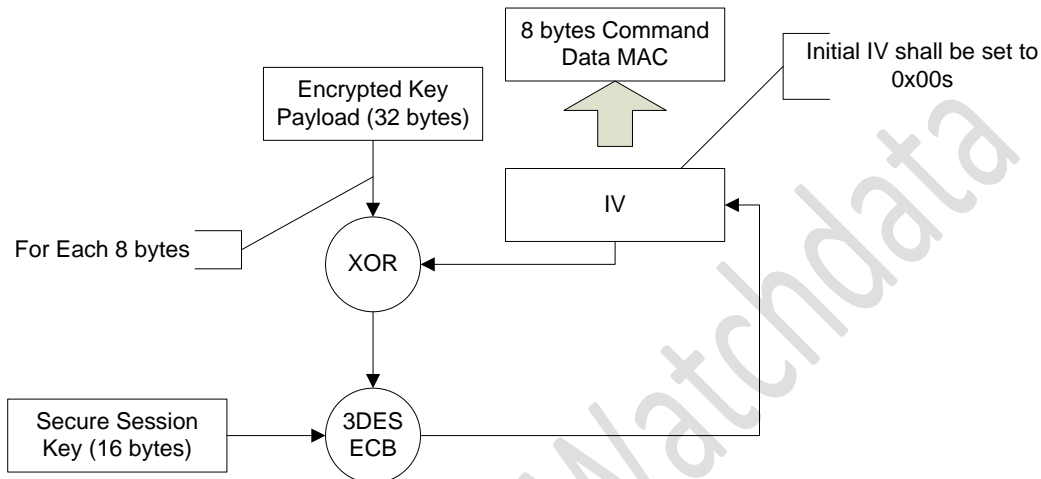 8 bytes Command
Data MAC
Initial IV shall be set to
0x00s
Encrypted Key
Payload (32 bytes)
IV
For Each 8 bytes
XOR
Secure Session
Key (16 bytes)
3DES
ECB
Watchdata